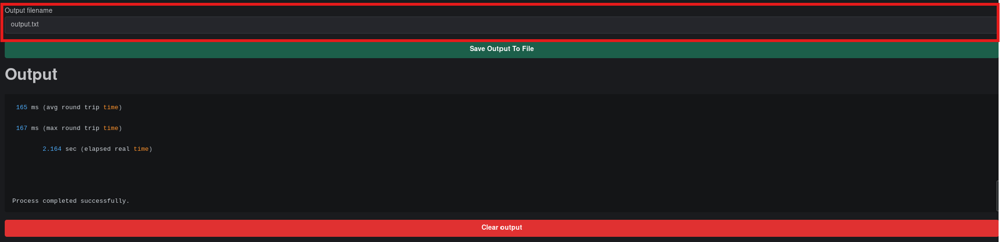 Output filename
output.txt
Save Output To File
Output
165 ms (avg round trip time)
167 ms (max round trip time)
2.164 sec (elapsed real time)
Process completed successfully.
Clear output